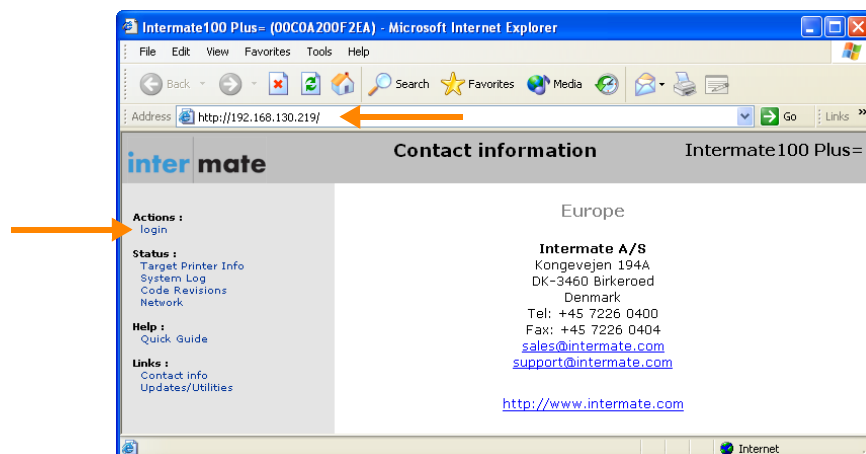 Intermate100 Plus= (00C0A200F2EA) - Microsoft Internet Explorer
File Edit View Favorites Tools Help
Back Search Favorites Media
Address http://192.168.130.219/ Go Links »
inter mate Contact information Intermate100 Plus=
Actions :
login
Status :
Target Printer Info
System Log
Code Revisions
Network
Help :
Quick Guide
Links :
Contact info
Updates/Utilities
Europe
Intermate A/S
Kongevejen 194A
DK-3460 Birkeroed
Denmark
Tel: +45 7226 0400
Fax: +45 7226 0404
sales@intermate.com
support@intermate.com
http://www.intermate.com
Internet